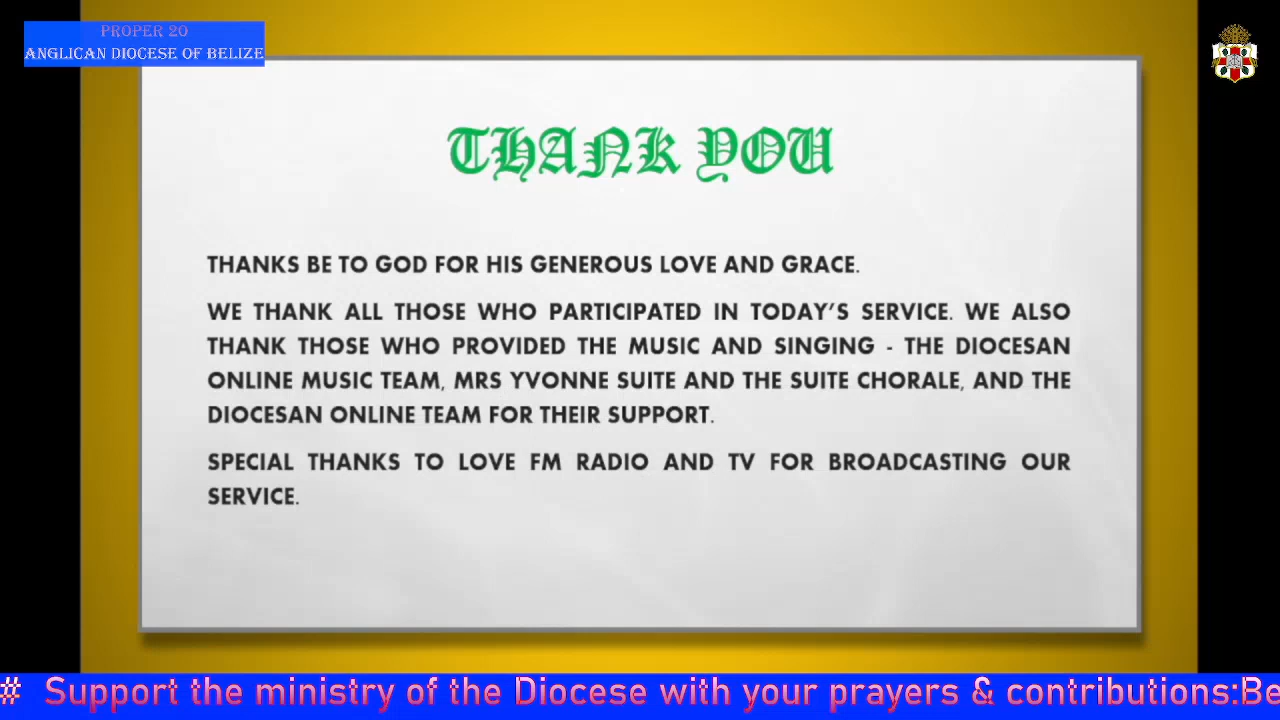 PROPER 20
ANGLICAN DIOCESE OF BELIZE
THANK YOU
THANKS BE TO GOD FOR HIS GENEROUS LOVE AND GRACE.
WE THANK ALL THOSE WHO PARTICIPATED IN TODAY'S SERVICE. WE ALSO
THANK THOSE WHO PROVIDED THE MUSIC AND SINGING - THE DIOCESAN
ONLINE MUSIC TEAM, MRS YVONNE SUITE AND THE SUITE CHORALE, AND THE
DIOCESAN ONLINE TEAM FOR THEIR SUPPORT.
SPECIAL THANKS TO LOVE FM RADIO AND TV FOR BROADCASTING OUR
SERVICE.
# Support the ministry of the Diocese with your prayers & contributions:Be